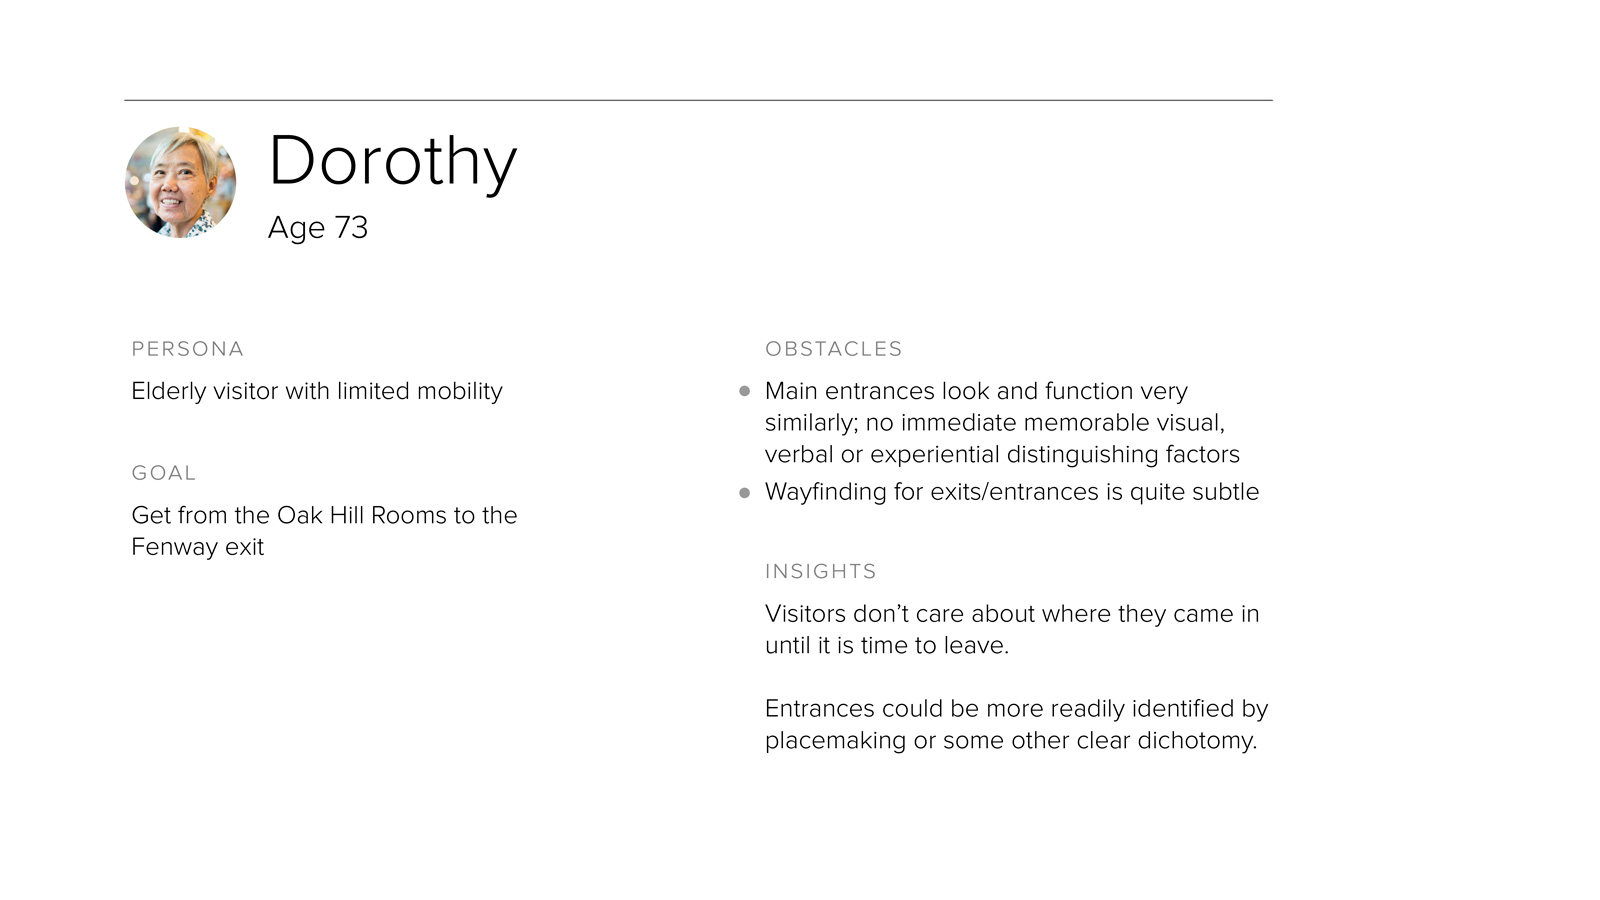 Dorothy
Age 73
PERSONA
Elderly visitor with limited mobility
GOAL
Get from the Oak Hill Rooms to the
Fenway exit
OBSTACLES
Main entrances look and function very
similarly; no immediate memorable visual,
verbal or experiential distinguishing factors
Wayfinding for exits/entrances is quite subtle
INSIGHTS
Visitors don’t care about where they came in
until it is time to leave.
Entrances could be more readily identified by
placemaking or some other clear dichotomy.